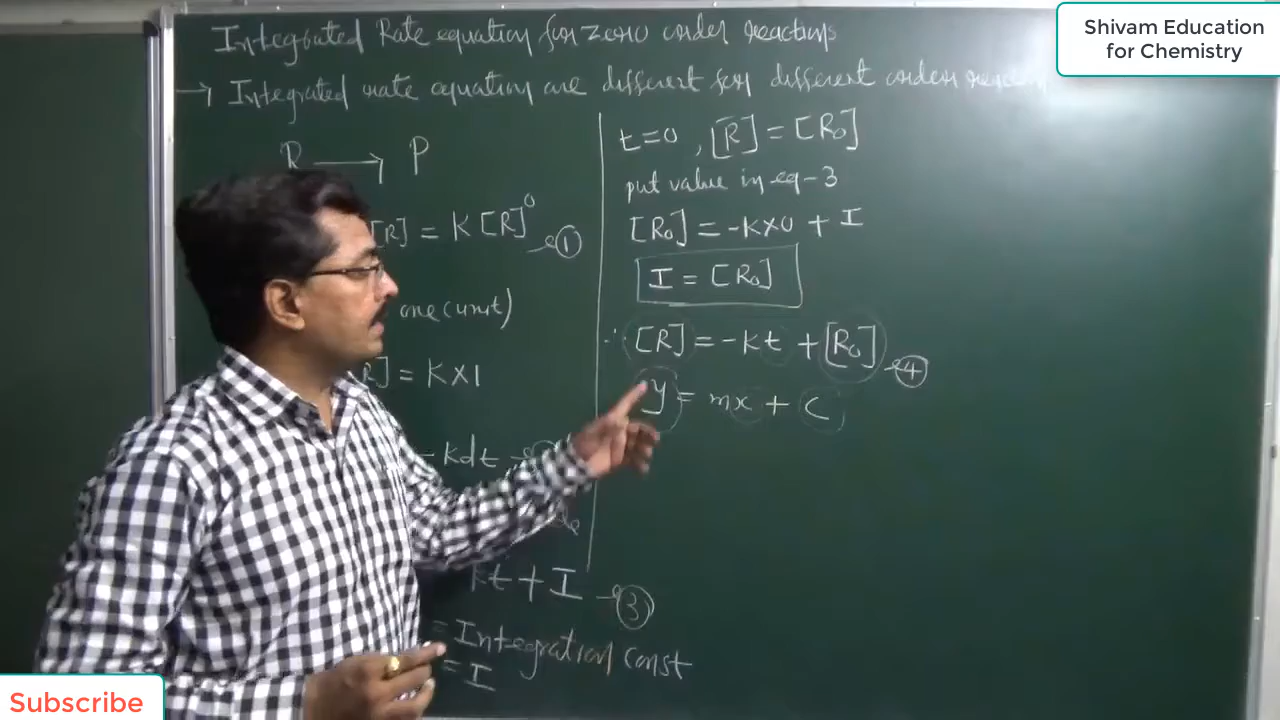 Integrated Rate equation for zero order reactions
→ Integrated rate equation are different for different order reaction
R → P
[R] = K [R]⁰ ①
one (unit)
R] = K×1
- Kdt
Kt + I ③
= Integration const
= I
t=0, [R] = [R₀]
put value in eq-3
[R₀] = -K×0 + I
I = [R₀]
∴ [R] = -kt + [R₀] ④
y = mx + c
Shivam Education
for Chemistry
Subscribe